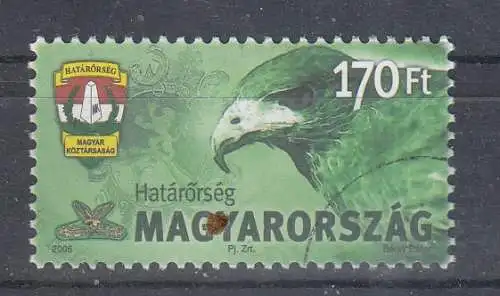 170 Ft
HATÁRŐRSÉG
MAGYAR
KÖZTÁRSASÁG
Határőrség
MAGYARORSZÁG
2006
Pj. Zrt.